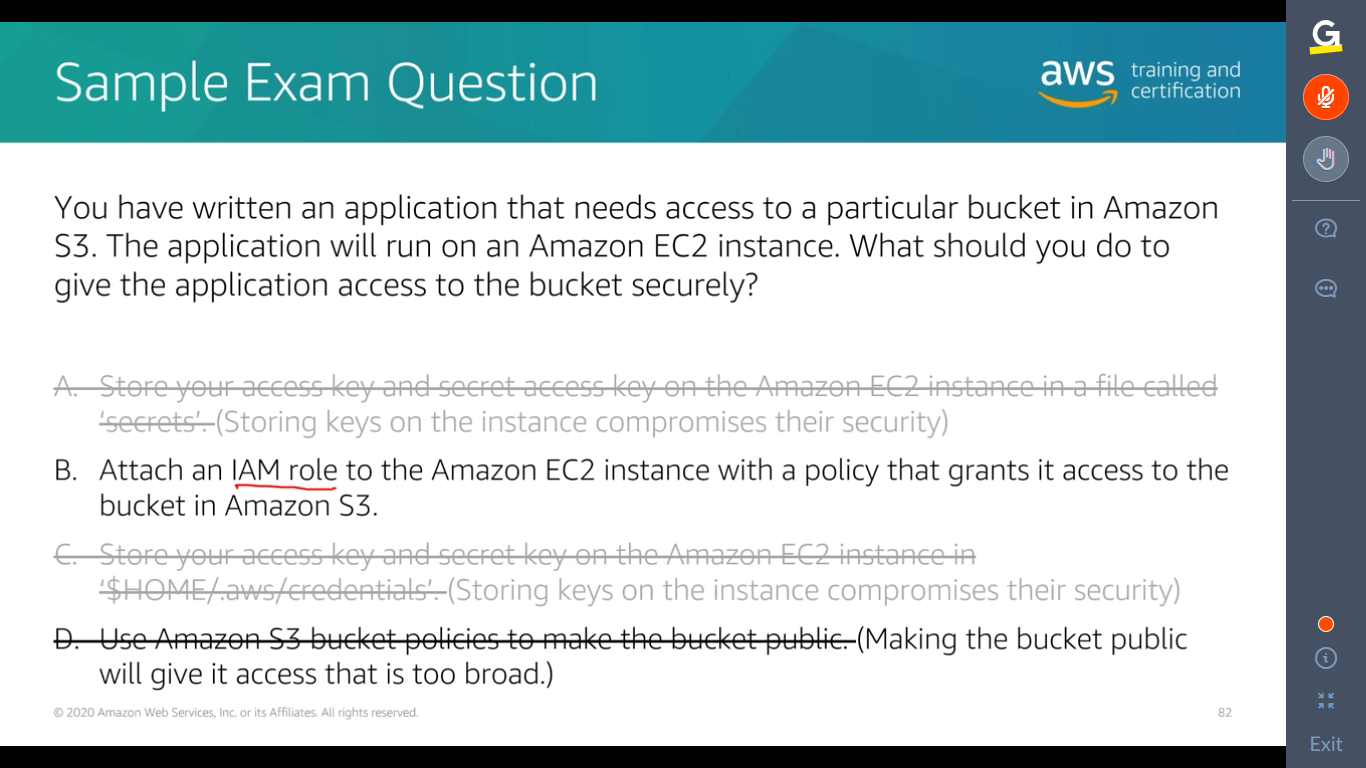 Sample Exam Question
aws training and
certification
You have written an application that needs access to a particular bucket in Amazon
S3. The application will run on an Amazon EC2 instance. What should you do to
give the application access to the bucket securely?
A. Store your access key and secret access key on the Amazon EC2 instance in a file called
‘secrets’. (Storing keys on the instance compromises their security)
B. Attach an IAM role to the Amazon EC2 instance with a policy that grants it access to the
bucket in Amazon S3.
C. Store your access key and secret key on the Amazon EC2 instance in
‘$HOME/.aws/credentials’. (Storing keys on the instance compromises their security)
D. Use Amazon S3 bucket policies to make the bucket public. (Making the bucket public
will give it access that is too broad.)
© 2020 Amazon Web Services, Inc. or its Affiliates. All rights reserved.
82
G
Exit